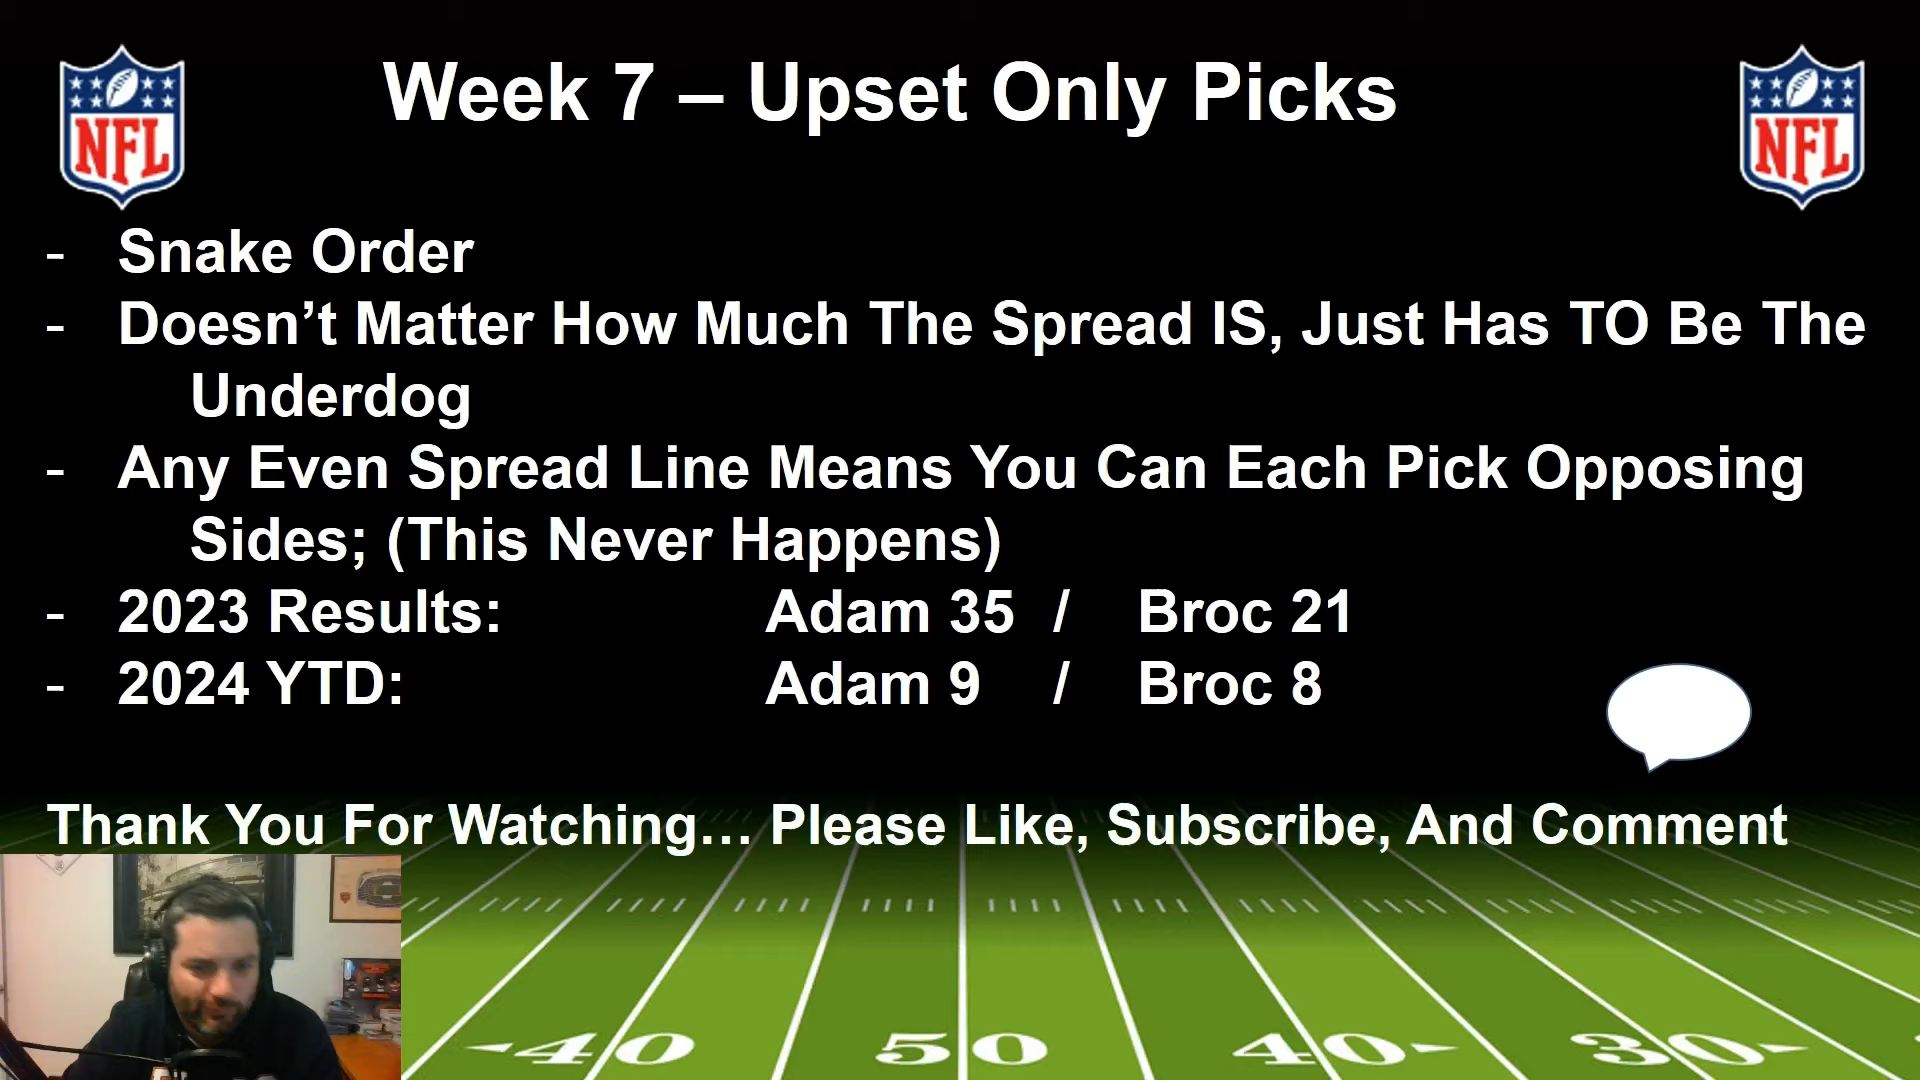 Week 7 – Upset Only Picks
NFL
NFL
- Snake Order
- Doesn’t Matter How Much The Spread IS, Just Has TO Be The
Underdog
- Any Even Spread Line Means You Can Each Pick Opposing
Sides; (This Never Happens)
- 2023 Results: Adam 35 / Broc 21
- 2024 YTD: Adam 9 / Broc 8
Thank You For Watching… Please Like, Subscribe, And Comment
40 50 40 30